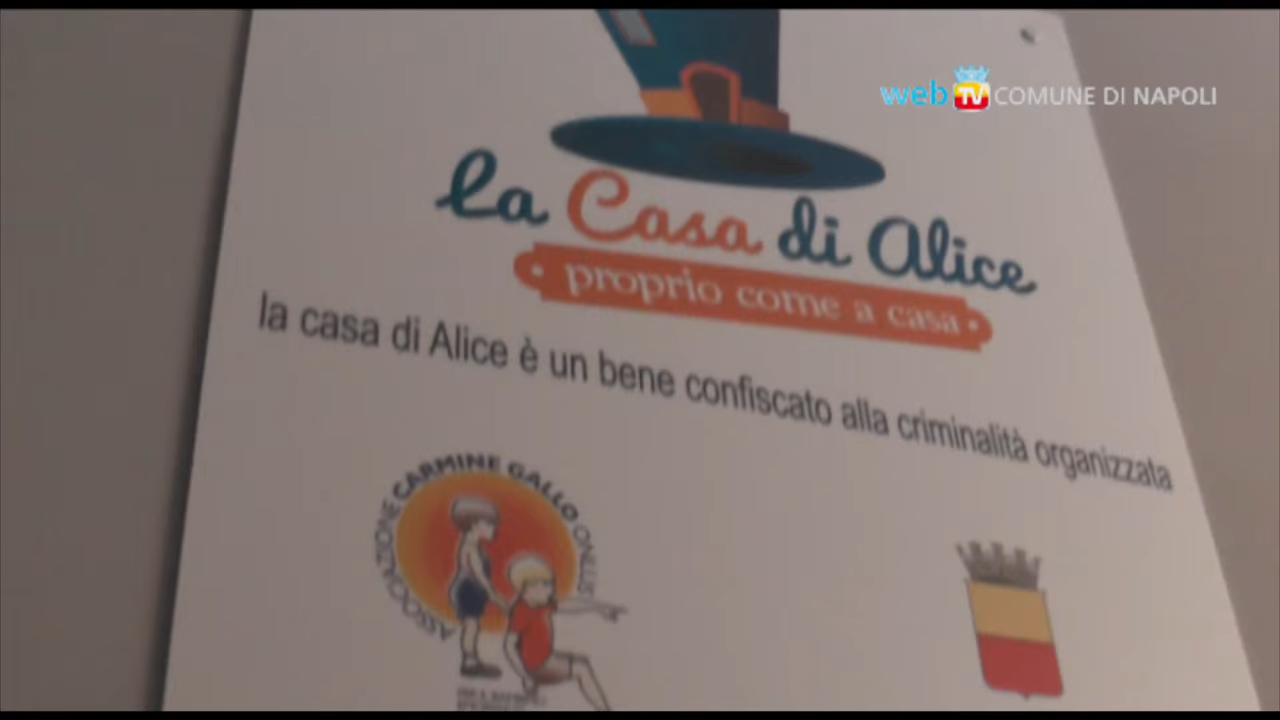 web TV COMUNE DI NAPOLI
la Casa di Alice
proprio come a casa
la casa di Alice è un bene confiscato alla criminalità organizzata
ASSOCIAZIONE CARMINE GALLO ONLUS